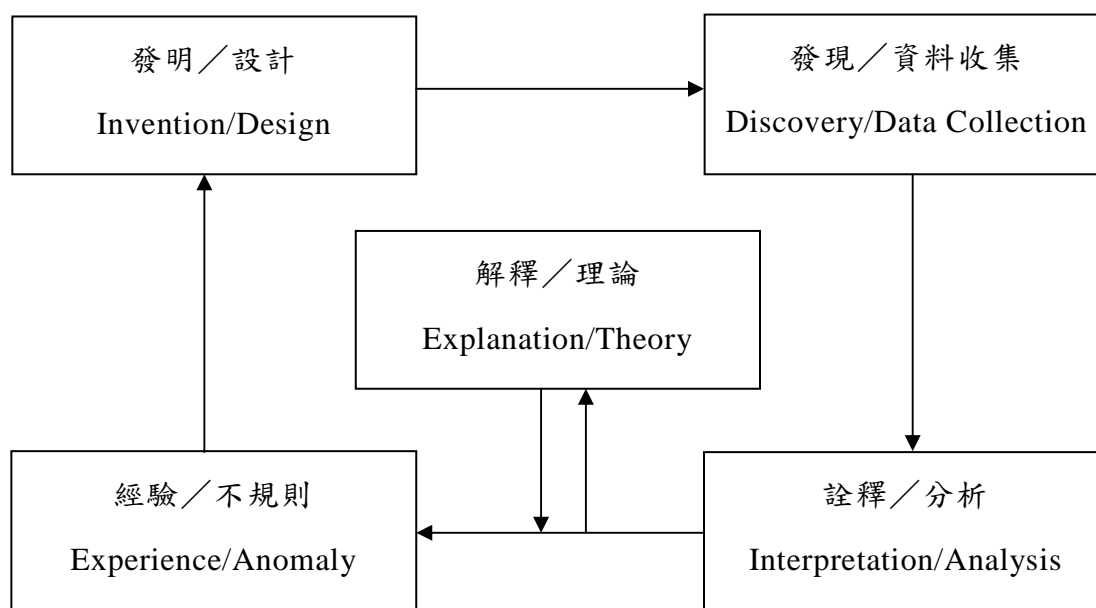 發明／設計
Invention/Design
發現／資料收集
Discovery/Data Collection
解釋／理論
Explanation/Theory
經驗／不規則
Experience/Anomaly
詮釋／分析
Interpretation/Analysis